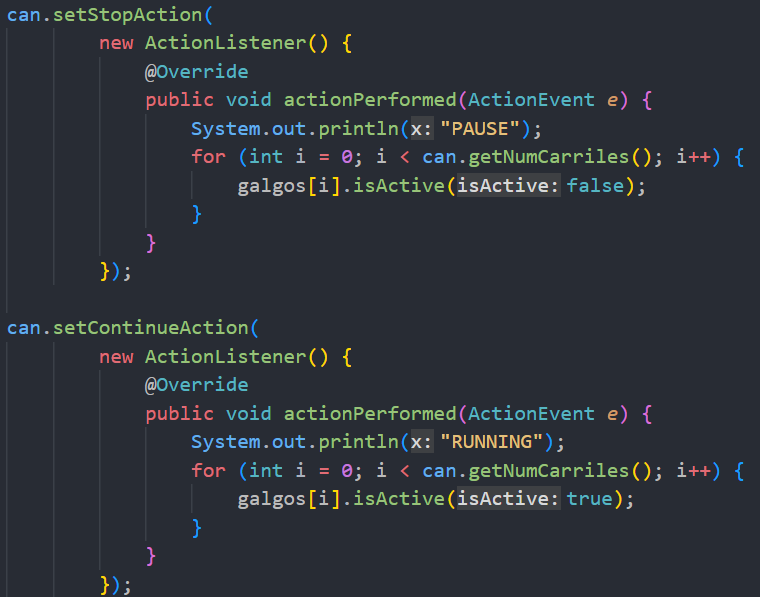 can.setStopAction(
        new ActionListener() {
            @Override
            public void actionPerformed(ActionEvent e) {
                System.out.println(x: "PAUSE");
                for (int i = 0; i < can.getNumCarriles(); i++) {
                    galgos[i].isActive(isActive: false);
                }
            }
        });

can.setContinueAction(
        new ActionListener() {
            @Override
            public void actionPerformed(ActionEvent e) {
                System.out.println(x: "RUNNING");
                for (int i = 0; i < can.getNumCarriles(); i++) {
                    galgos[i].isActive(isActive: true);
                }
            }
        });